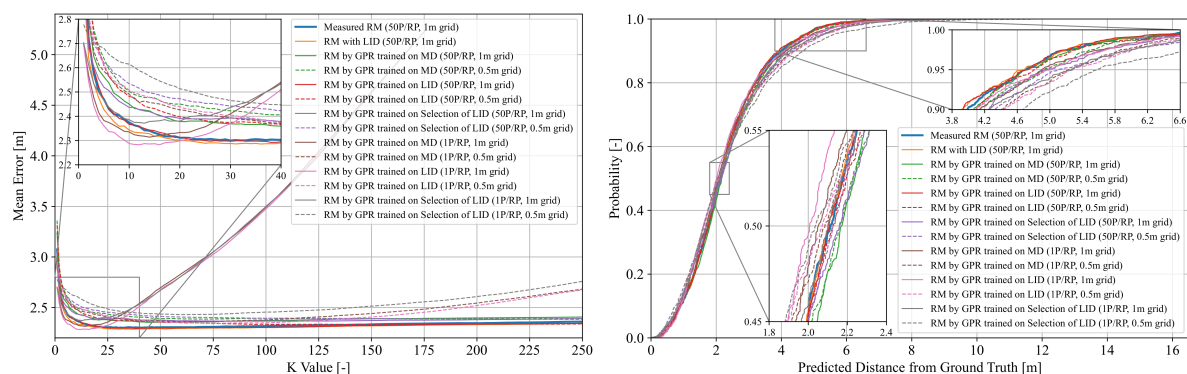 5.0
4.5
4.0
3.5
3.0
2.5
Mean Error [m]
0
25
50
75
100
125
150
175
200
225
250
K Value [-]
2.8
2.7
2.6
2.5
2.4
2.3
2.2
0
10
20
30
40
Measured RM (50P/RP, 1m grid)
RM with LID (50P/RP, 1m grid)
RM by GPR trained on MD (50P/RP, 1m grid)
RM by GPR trained on MD (50P/RP, 0.5m grid)
RM by GPR trained on LID (50P/RP, 1m grid)
RM by GPR trained on LID (50P/RP, 0.5m grid)
RM by GPR trained on Selection of LID (50P/RP, 1m grid)
RM by GPR trained on Selection of LID (50P/RP, 0.5m grid)
RM by GPR trained on MD (1P/RP, 1m grid)
RM by GPR trained on MD (1P/RP, 0.5m grid)
RM by GPR trained on LID (1P/RP, 1m grid)
RM by GPR trained on LID (1P/RP, 0.5m grid)
RM by GPR trained on Selection of LID (1P/RP, 1m grid)
RM by GPR trained on Selection of LID (1P/RP, 0.5m grid)
1.0
0.8
0.6
0.4
0.2
0.0
Probability [-]
0
2
4
6
8
10
12
14
16
Predicted Distance from Ground Truth [m]
1.00
0.95
0.90
3.8
4.2
4.6
5.0
5.4
5.8
6.2
6.6
0.55
0.50
0.45
1.8
2.0
2.2
2.4
Measured RM (50P/RP, 1m grid)
RM with LID (50P/RP, 1m grid)
RM by GPR trained on MD (50P/RP, 1m grid)
RM by GPR trained on MD (50P/RP, 0.5m grid)
RM by GPR trained on LID (50P/RP, 1m grid)
RM by GPR trained on LID (50P/RP, 0.5m grid)
RM by GPR trained on Selection of LID (50P/RP, 1m grid)
RM by GPR trained on Selection of LID (50P/RP, 0.5m grid)
RM by GPR trained on MD (1P/RP, 1m grid)
RM by GPR trained on MD (1P/RP, 0.5m grid)
RM by GPR trained on LID (1P/RP, 1m grid)
RM by GPR trained on LID (1P/RP, 0.5m grid)
RM by GPR trained on Selection of LID (1P/RP, 1m grid)
RM by GPR trained on Selection of LID (1P/RP, 0.5m grid)